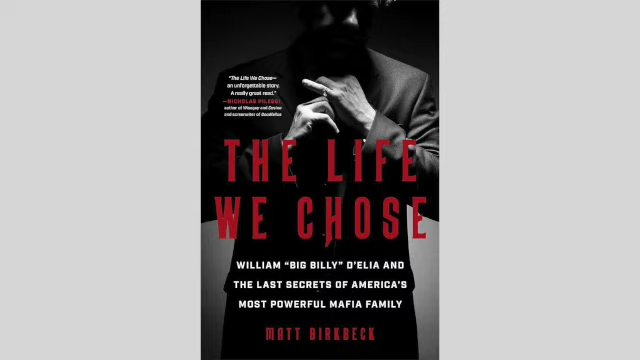 "The Life We Chose—
an unforgettable story.
A really great read."
—NICHOLAS PILEGGI,
author of Wiseguy and Casino
and screenwriter of Goodfellas
THE LIFE
WE CHOSE
WILLIAM "BIG BILLY" D'ELIA AND
THE LAST SECRETS OF AMERICA'S
MOST POWERFUL MAFIA FAMILY
MATT BIRKBECK